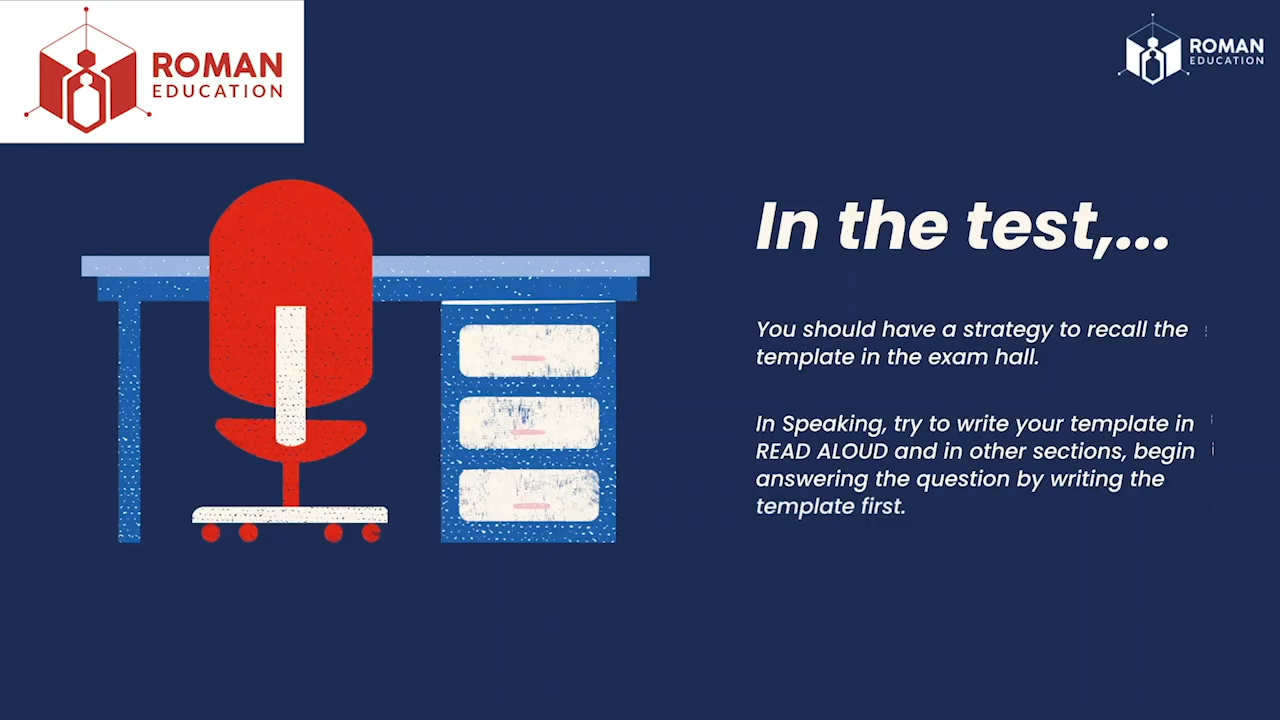 ROMAN
EDUCATION
ROMAN
EDUCATION
In the test,...
You should have a strategy to recall the
template in the exam hall.
In Speaking, try to write your template in
READ ALOUD and in other sections, begin
answering the question by writing the
template first.